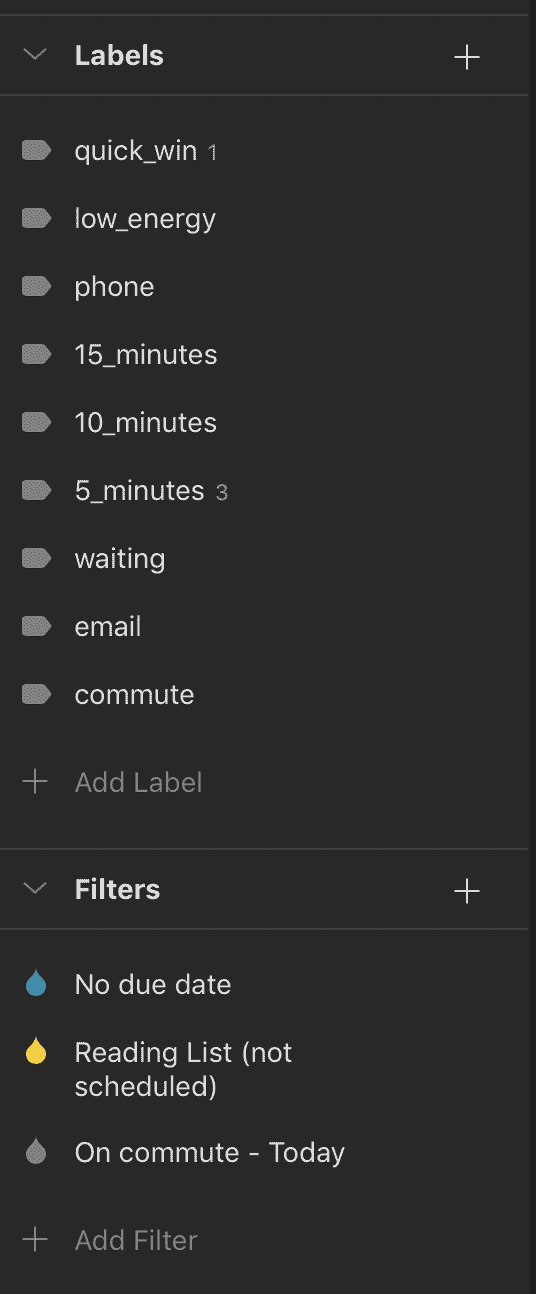 Labels
quick_win 1
low_energy
phone
15_minutes
10_minutes
5_minutes 3
waiting
email
commute
Add Label
Filters
No due date
Reading List (not
scheduled)
On commute - Today
Add Filter